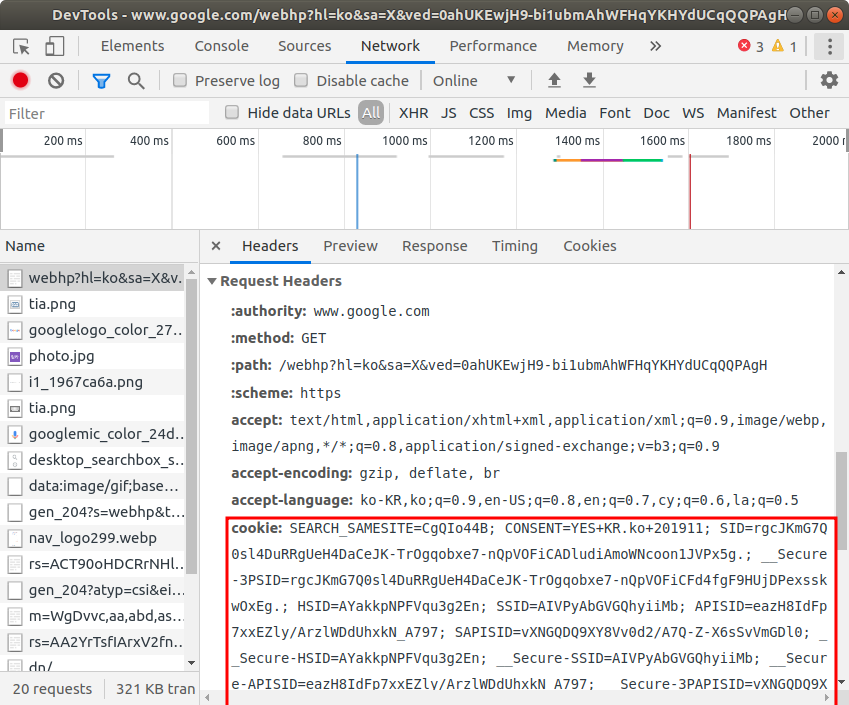 DevTools - www.google.com/webhp?hl=ko&sa=X&ved=0ahUKEwjH9-bi1ubmAhWFHqYKHYdUCqQQPAgH
Elements Console Sources Network Performance Memory » 3 1
Preserve log Disable cache Online
Filter Hide data URLs All XHR JS CSS Img Media Font Doc WS Manifest Other
200 ms 400 ms 600 ms 800 ms 1000 ms 1200 ms 1400 ms 1600 ms 1800 ms 2000 r
Name
webhp?hl=ko&sa=X&v...
tia.png
googlelogo_color_27...
photo.jpg
i1_1967ca6a.png
tia.png
googlemic_color_24d...
desktop_searchbox_s...
data:image/gif;base...
gen_204?s=webhp&t...
nav_logo299.webp
rs=ACT90oHDCRrNHl...
gen_204?atyp=csi&ei...
m=WgDvvc,aa,abd,as...
rs=AA2YrTsfIArxV2fn...
dn/
20 requests 321 KB tran
× Headers Preview Response Timing Cookies
Request Headers
:authority: www.google.com
:method: GET
:path: /webhp?hl=ko&sa=X&ved=0ahUKEwjH9-bi1ubmAhWFHqYKHYdUCqQQPAgH
:scheme: https
accept: text/html,application/xhtml+xml,application/xml;q=0.9,image/webp,
image/apng,*/*;q=0.8,application/signed-exchange;v=b3;q=0.9
accept-encoding: gzip, deflate, br
accept-language: ko-KR,ko;q=0.9,en-US;q=0.8,en;q=0.7,cy;q=0.6,la;q=0.5
cookie: SEARCH_SAMESITE=CgQIo44B; CONSENT=YES+KR.ko+201911; SID=rgcJKmG7Q
0sl4DuRRgUeH4DaCeJK-TrOgqobxe7-nQpVOFiCADludiAmoWNcoon1JVPx5g.; __Secure
-3PSID=rgcJKmG7Q0sl4DuRRgUeH4DaCeJK-TrOgqobxe7-nQpVOFiCFd4fgF9HUjDPexssk
wOxEg.; HSID=AYakkpNPFVqu3g2En; SSID=AIVPyAbGVGQhyiiMb; APISID=eazH8IdFp
7xxEZly/ArzlWDdUhxkN_A797; SAPISID=vXNGQDQ9XY8Vv0d2/A7Q-Z-X6sSvVmGDl0; _
_Secure-HSID=AYakkpNPFVqu3g2En; __Secure-SSID=AIVPyAbGVGQhyiiMb; __Secur
e-APISID=eazH8IdFp7xxEZly/ArzlWDdUhxkN_A797; __Secure-3PAPISID=vXNGQDQ9X